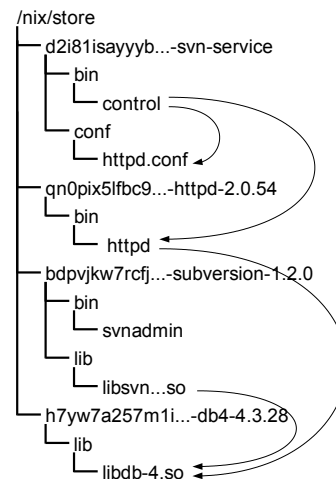 /nix/store
d2i81isayyyb...-svn-service
bin
control
conf
httpd.conf
qn0pix5lfbc9...-httpd-2.0.54
bin
httpd
bdpvjkw7rcfj...-subversion-1.2.0
bin
svnadmin
lib
libsvn...so
h7yw7a257m1i...-db4-4.3.28
lib
libdb-4.so